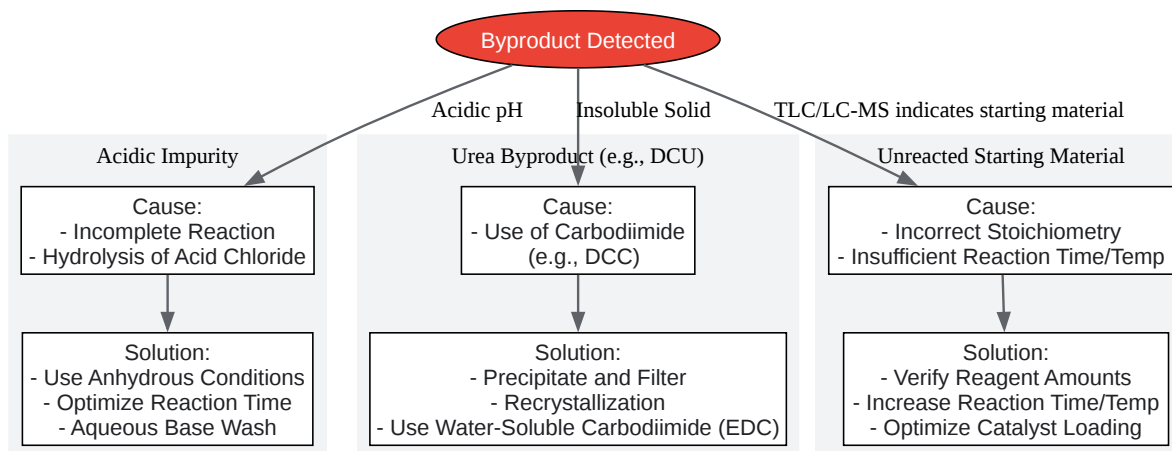 Byproduct Detected
Acidic pH
Insoluble Solid
TLC/LC-MS indicates starting material
Acidic Impurity
Urea Byproduct (e.g., DCU)
Unreacted Starting Material
Cause:
- Incomplete Reaction
- Hydrolysis of Acid Chloride
Cause:
- Use of Carbodiimide
(e.g., DCC)
Cause:
- Incorrect Stoichiometry
- Insufficient Reaction Time/Temp
Solution:
- Use Anhydrous Conditions
- Optimize Reaction Time
- Aqueous Base Wash
Solution:
- Precipitate and Filter
- Recrystallization
- Use Water-Soluble Carbodiimide (EDC)
Solution:
- Verify Reagent Amounts
- Increase Reaction Time/Temp
- Optimize Catalyst Loading